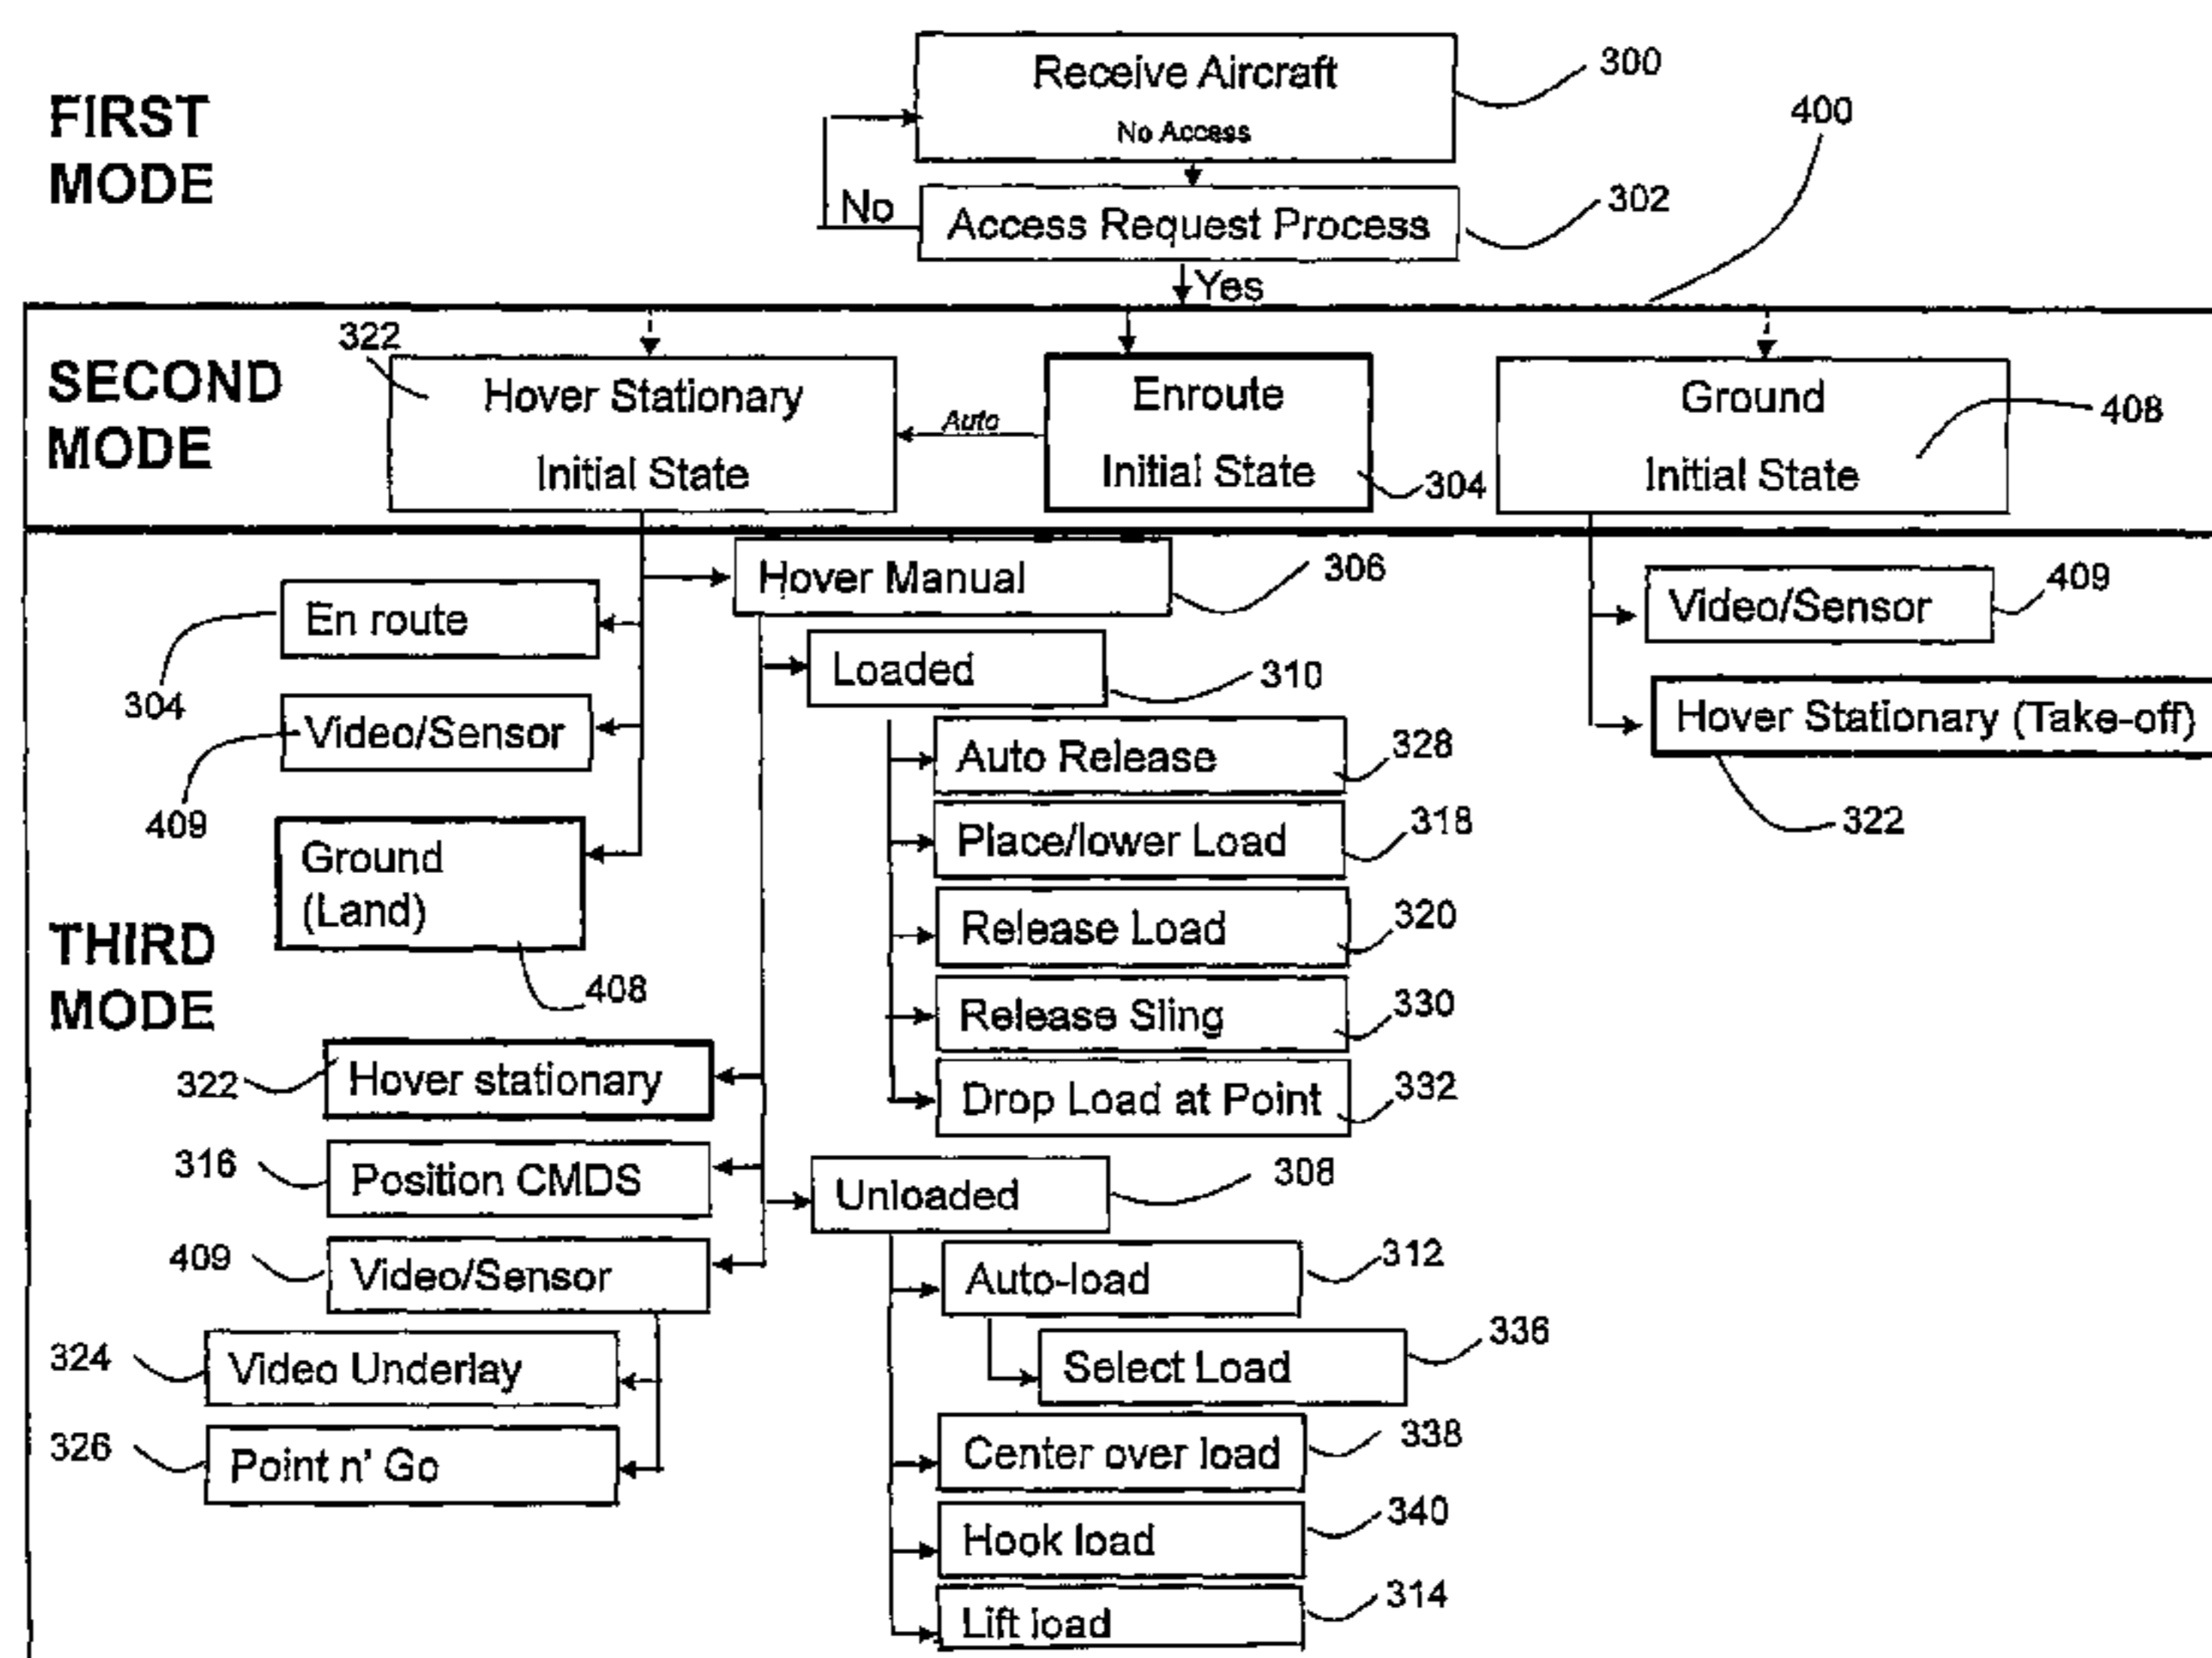 FIRST
MODE
Receive Aircraft
No Access
300
400
No
Access Request Process
302
Yes
SECOND
MODE
322
Hover Stationary
Initial State
Auto
Enroute
Initial State
304
Ground
Initial State
408
THIRD
MODE
Hover Manual
306
En route
304
Video/Sensor
409
Ground
(Land)
408
Loaded
310
Auto Release
328
Place/lower Load
318
Release Load
320
Release Sling
330
Drop Load at Point
332
Video/Sensor
409
Hover Stationary (Take-off)
322
322
Hover stationary
316
Position CMDS
409
Video/Sensor
324
Video Underlay
326
Point n' Go
Unloaded
308
Auto-load
312
Select Load
336
Center over load
338
Hook load
340
Lift load
314